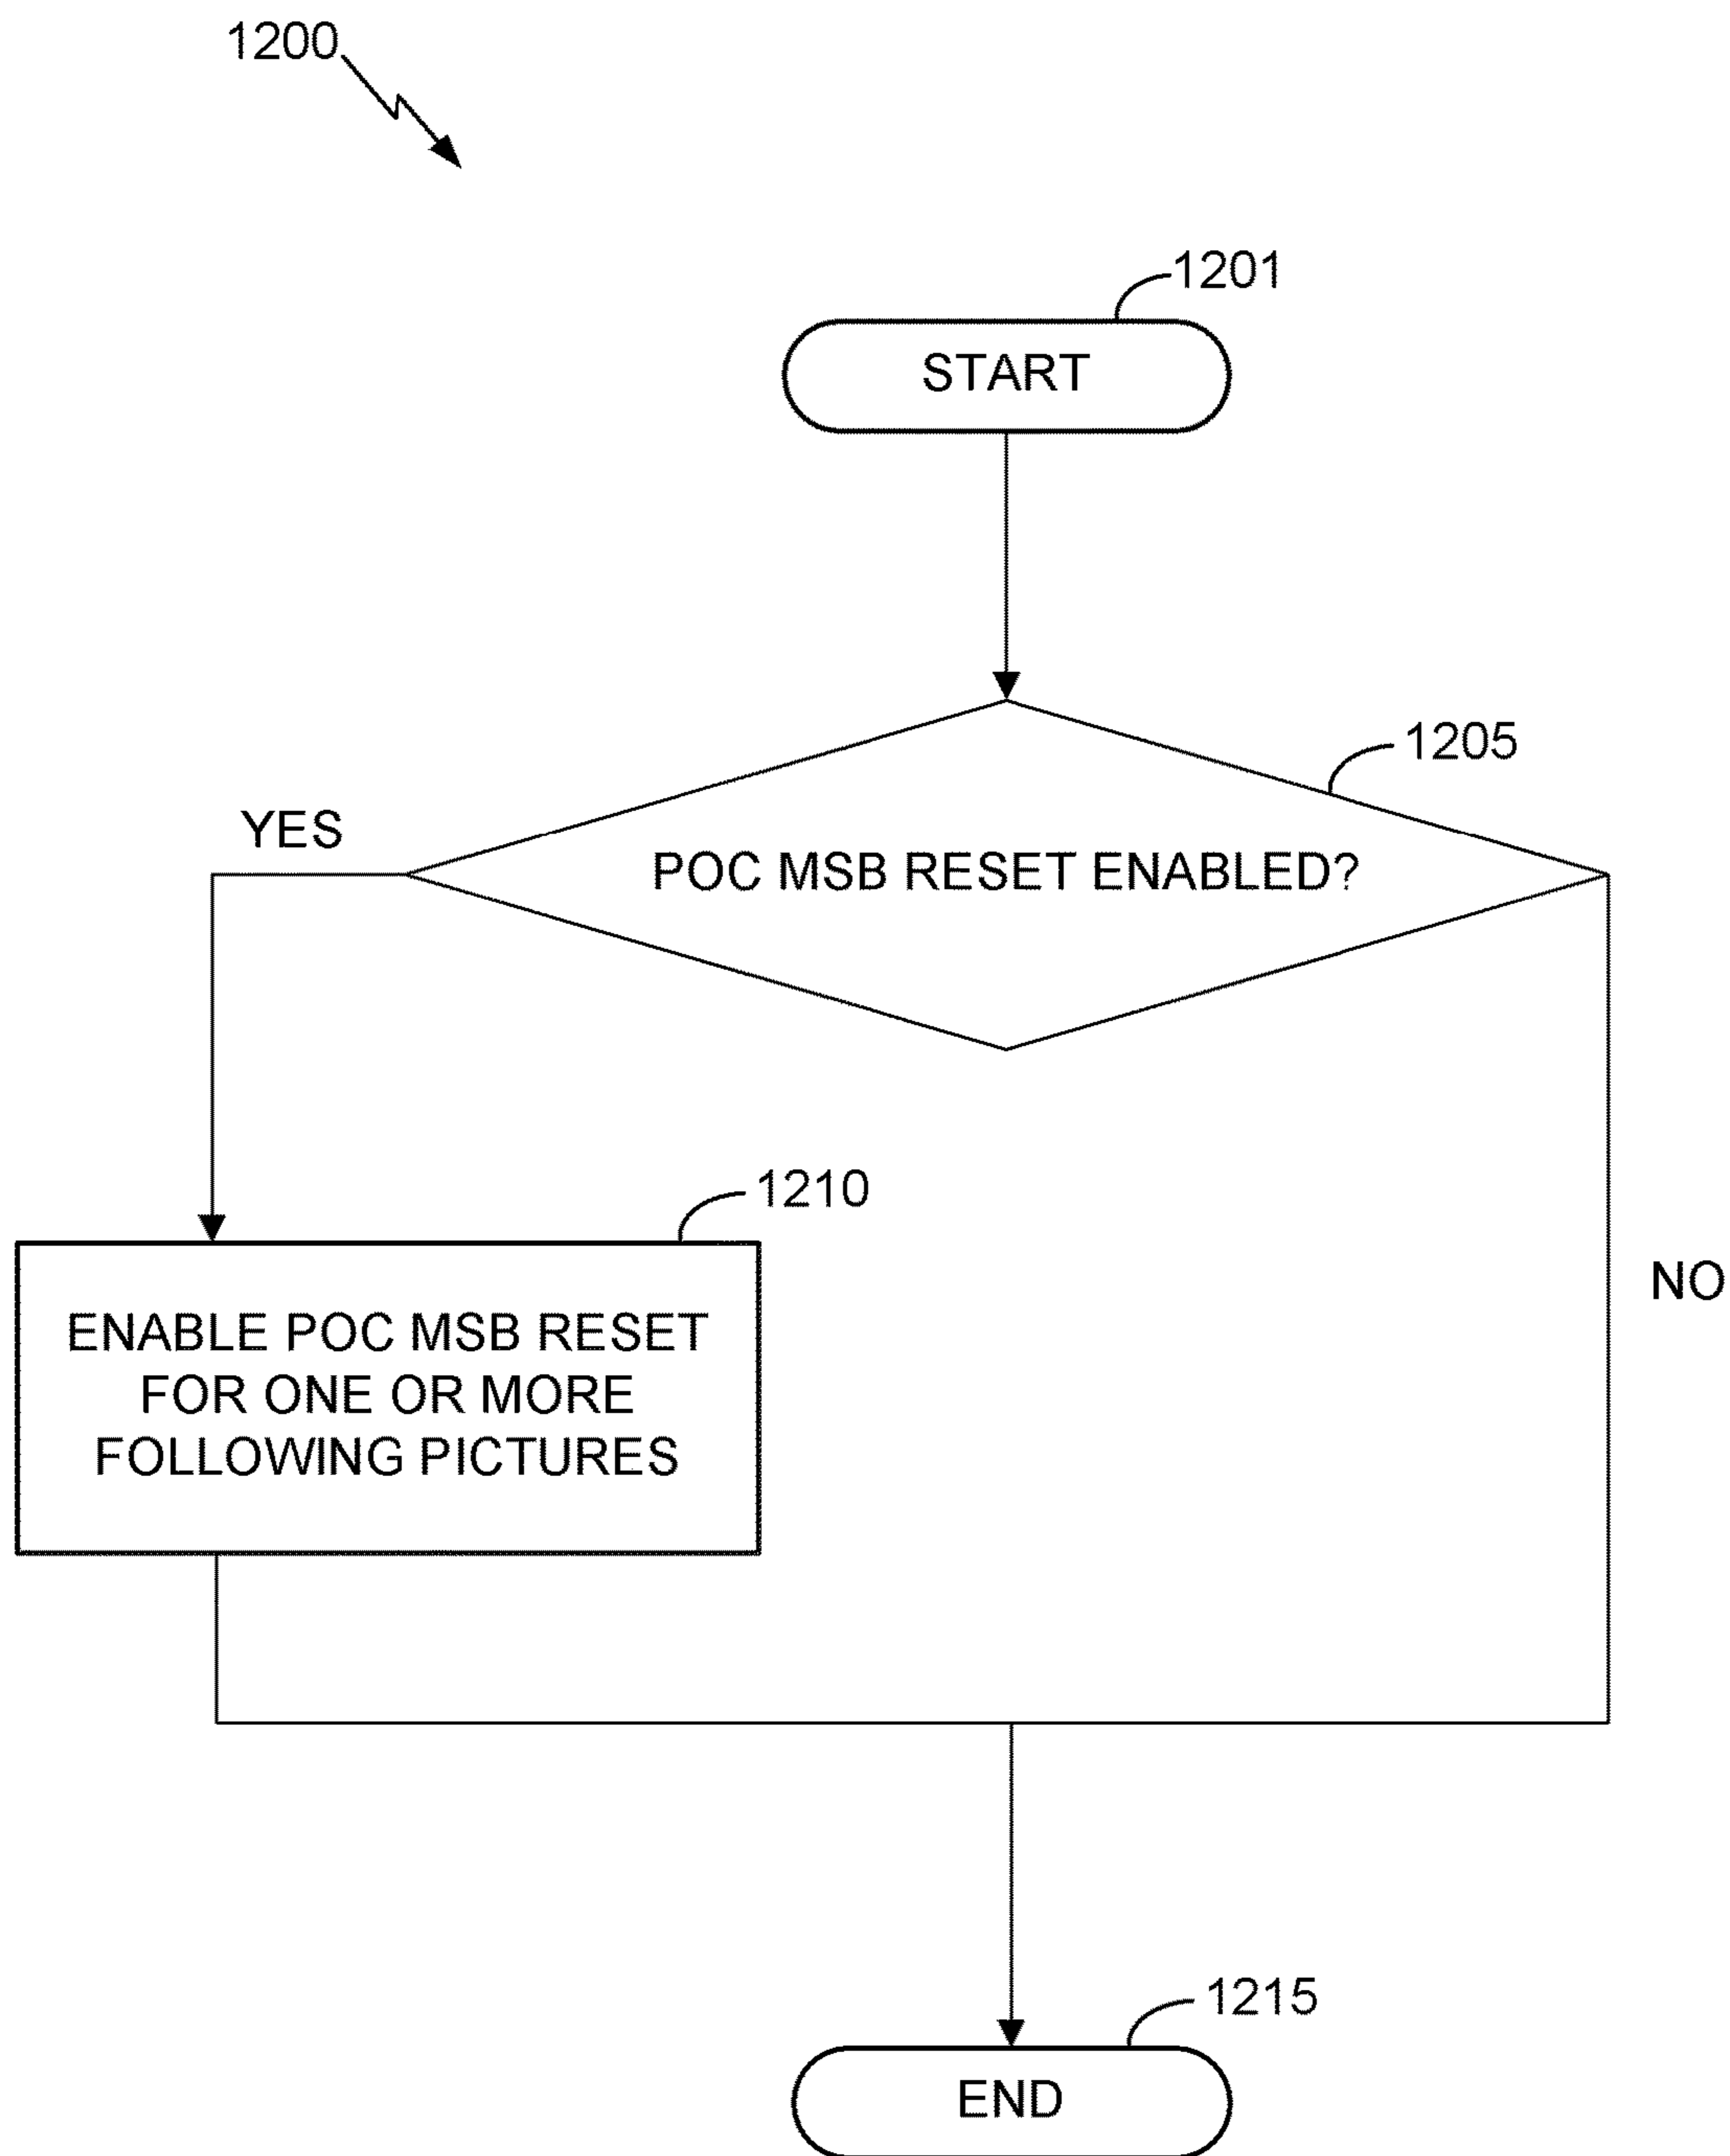 1200
1201
START
1205
YES
POC MSB RESET ENABLED?
1210
NO
ENABLE POC MSB RESET
FOR ONE OR MORE
FOLLOWING PICTURES
1215
END